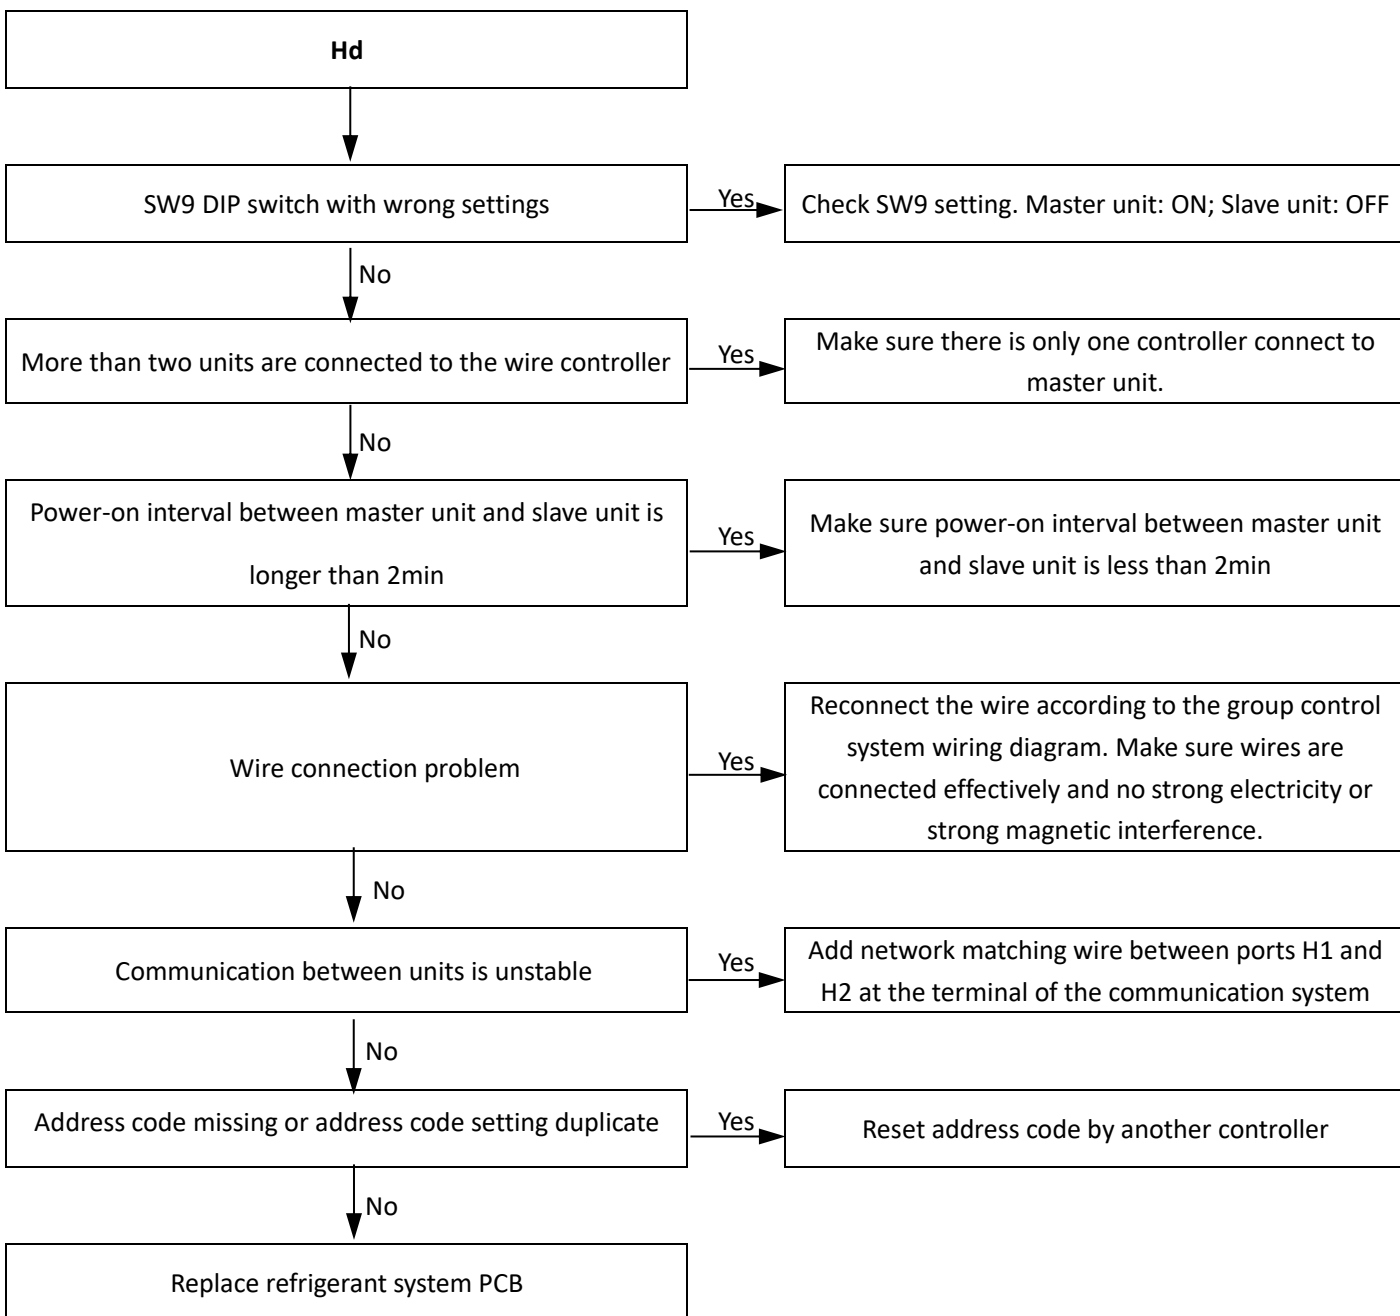 Hd
SW9 DIP switch with wrong settings
Yes
Check SW9 setting. Master unit: ON; Slave unit: OFF
No
More than two units are connected to the wire controller
Yes
Make sure there is only one controller connect to
master unit.
No
Power-on interval between master unit and slave unit is
longer than 2min
Yes
Make sure power-on interval between master unit
and slave unit is less than 2min
No
Wire connection problem
Yes
Reconnect the wire according to the group control
system wiring diagram. Make sure wires are
connected effectively and no strong electricity or
strong magnetic interference.
No
Communication between units is unstable
Yes
Add network matching wire between ports H1 and
H2 at the terminal of the communication system
No
Address code missing or address code setting duplicate
Yes
Reset address code by another controller
No
Replace refrigerant system PCB